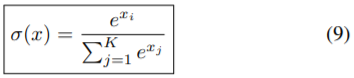 σ(x) = e^{x_i} / ∑_{j=1}^{K} e^{x_j} (9)